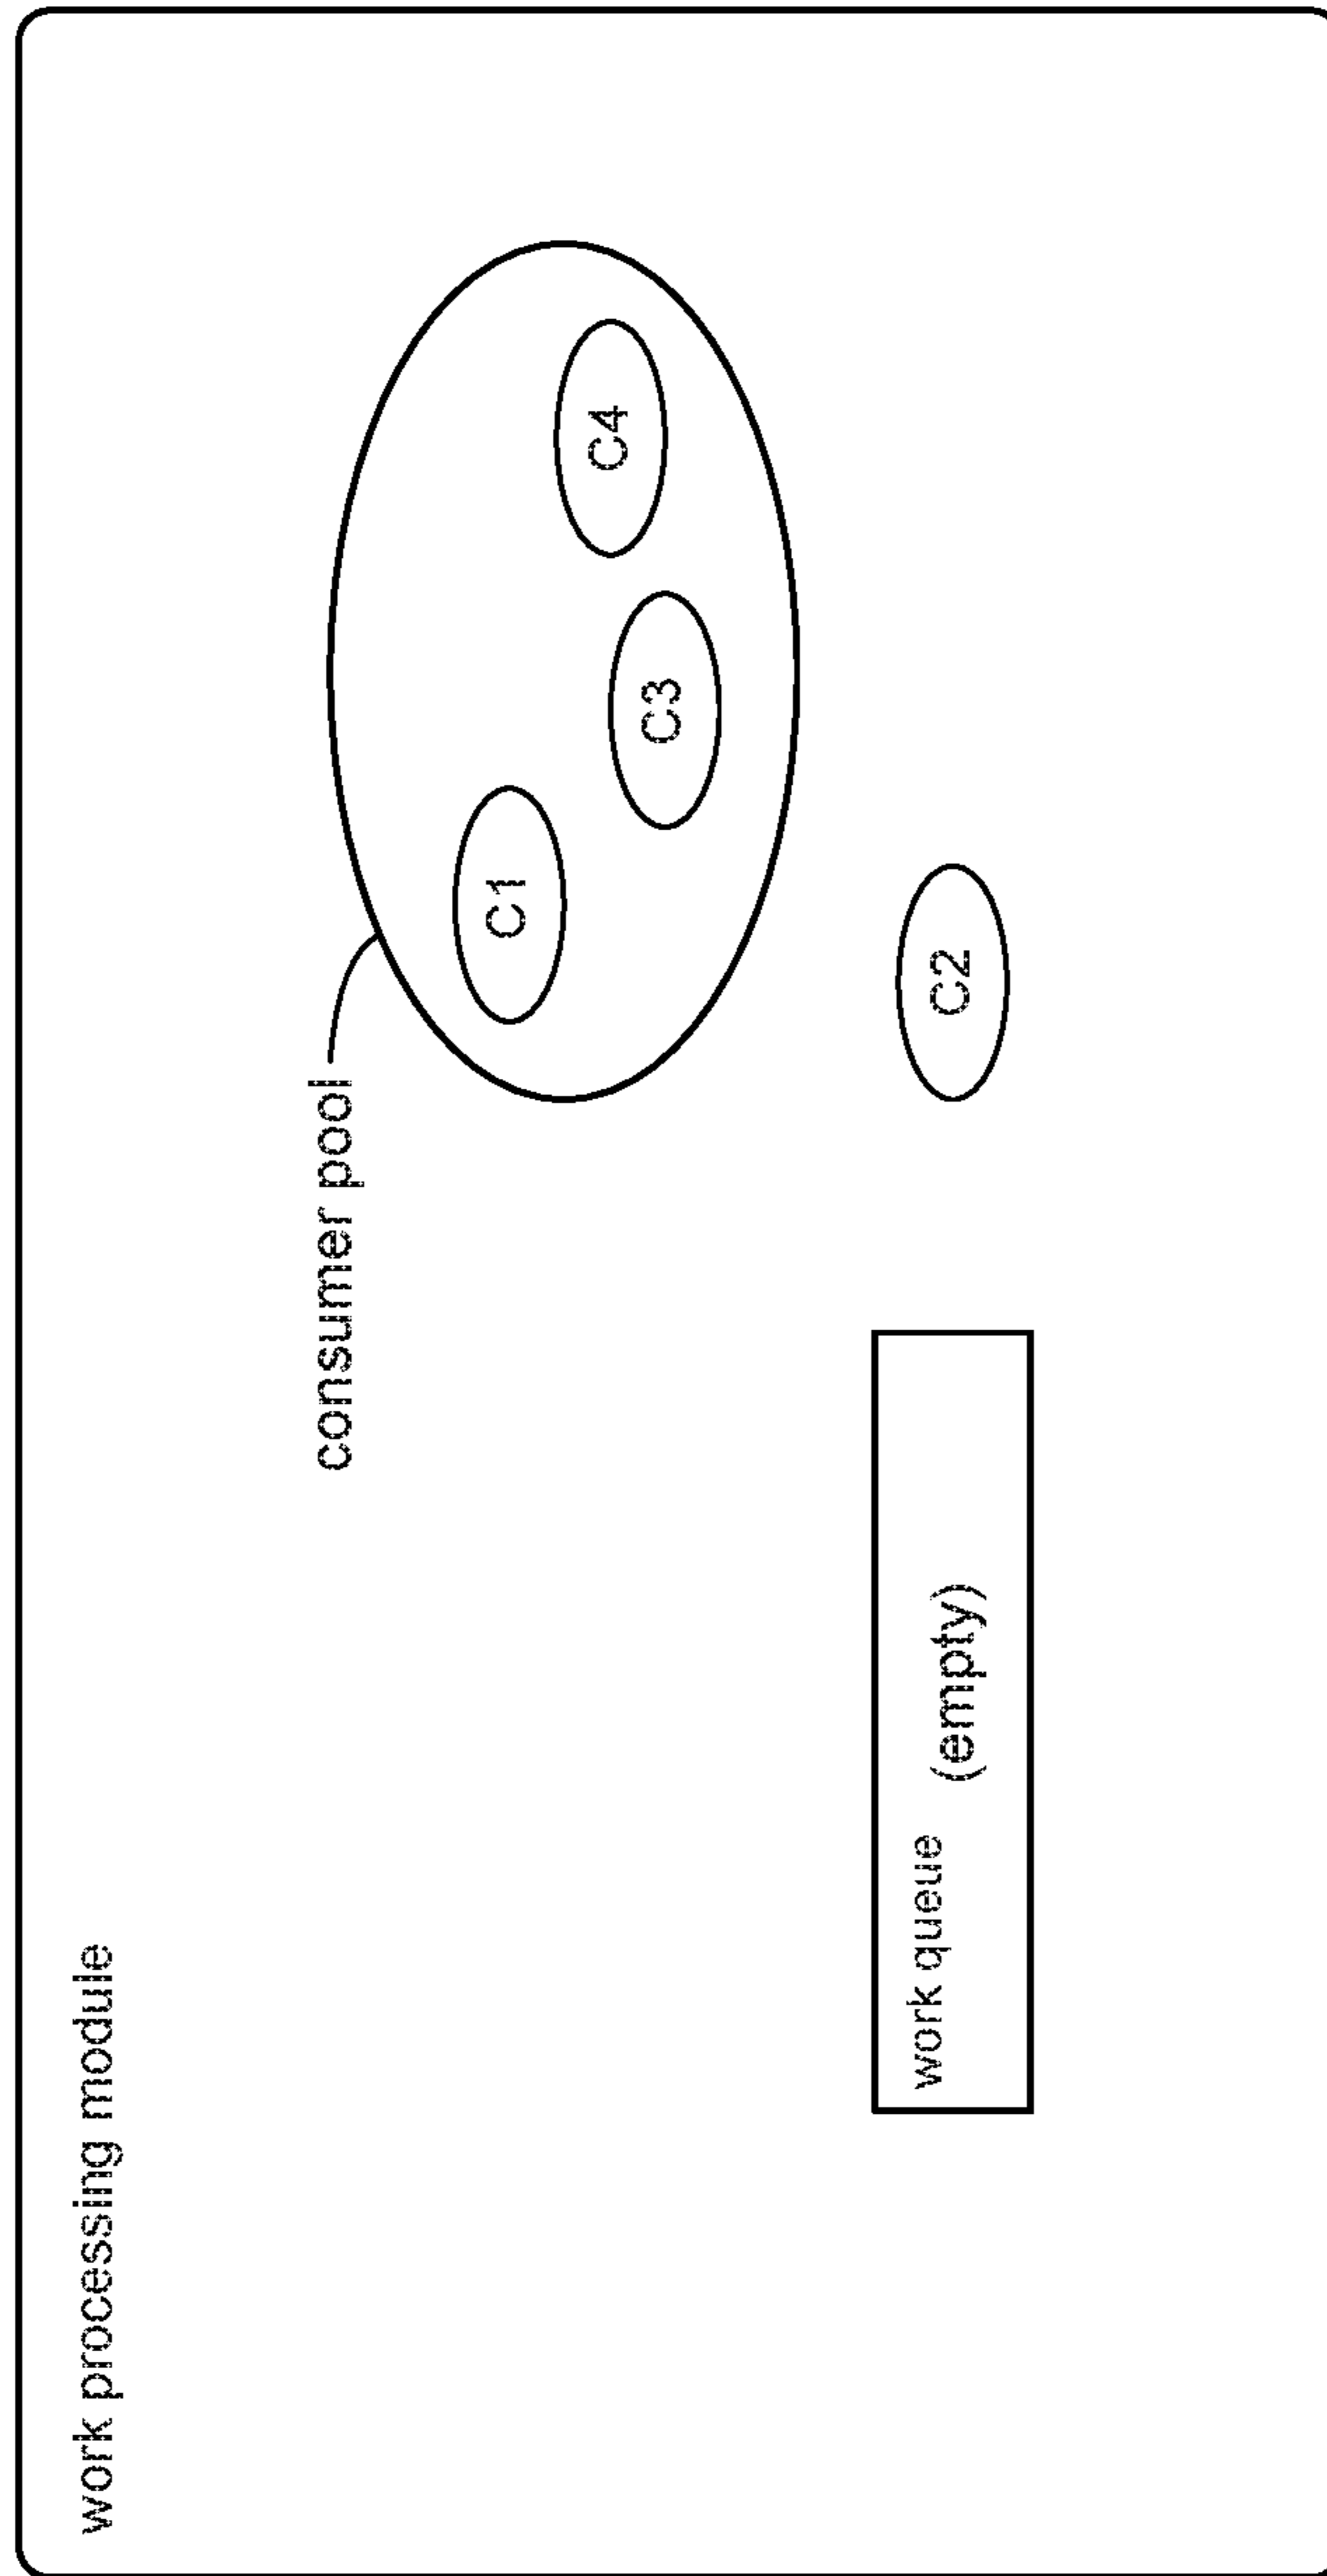 work processing module
consumer pool
C1
C3
C4
C2
work queue
(empty)